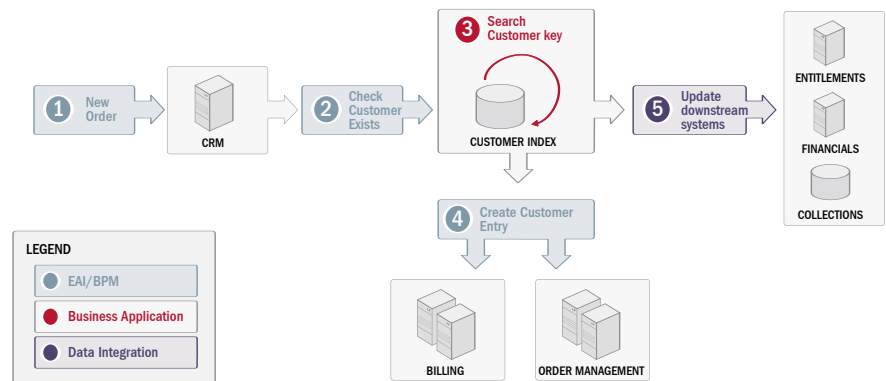 1
New
Order
CRM
2
Check
Customer
Exists
3
Search
Customer key
CUSTOMER INDEX
5
Update
downstream
systems
ENTITLEMENTS
FINANCIALS
COLLECTIONS
4
Create Customer
Entry
BILLING
ORDER MANAGEMENT
LEGEND
EAI/BPM
Business Application
Data Integration